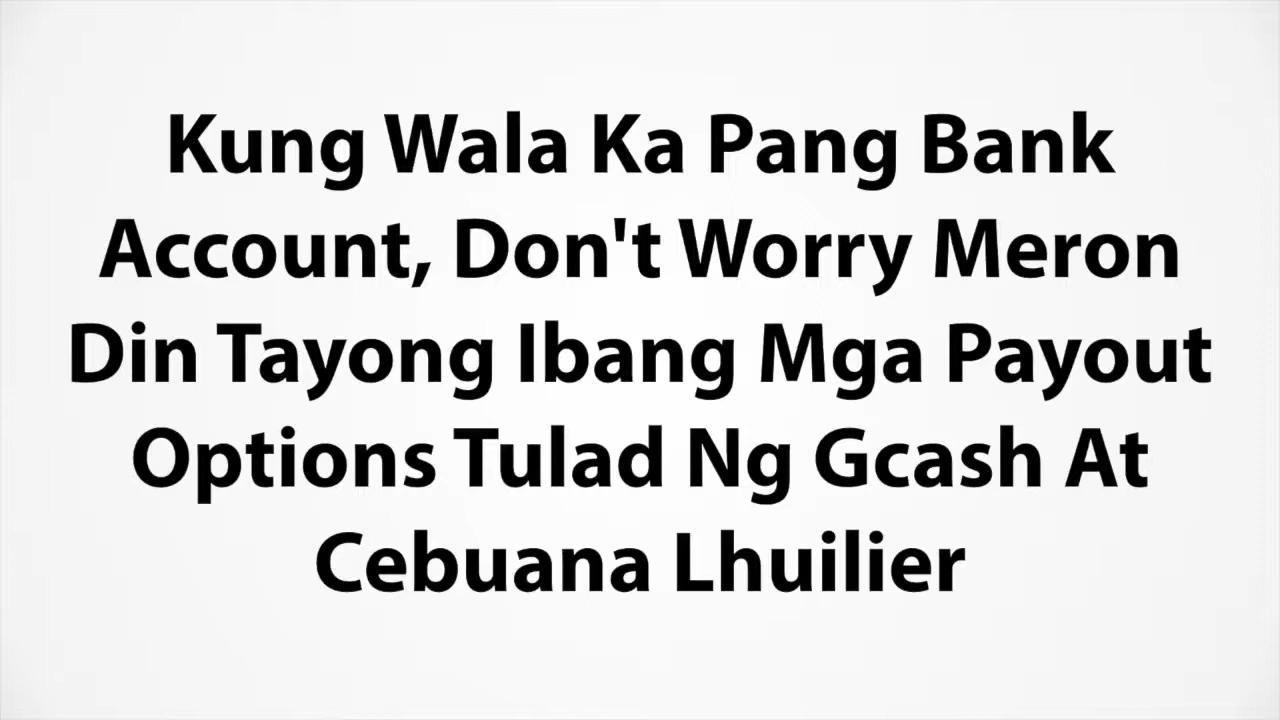 Kung Wala Ka Pang Bank
Account, Don't Worry Meron
Din Tayong Ibang Mga Payout
Options Tulad Ng Gcash At
Cebuana Lhuilier